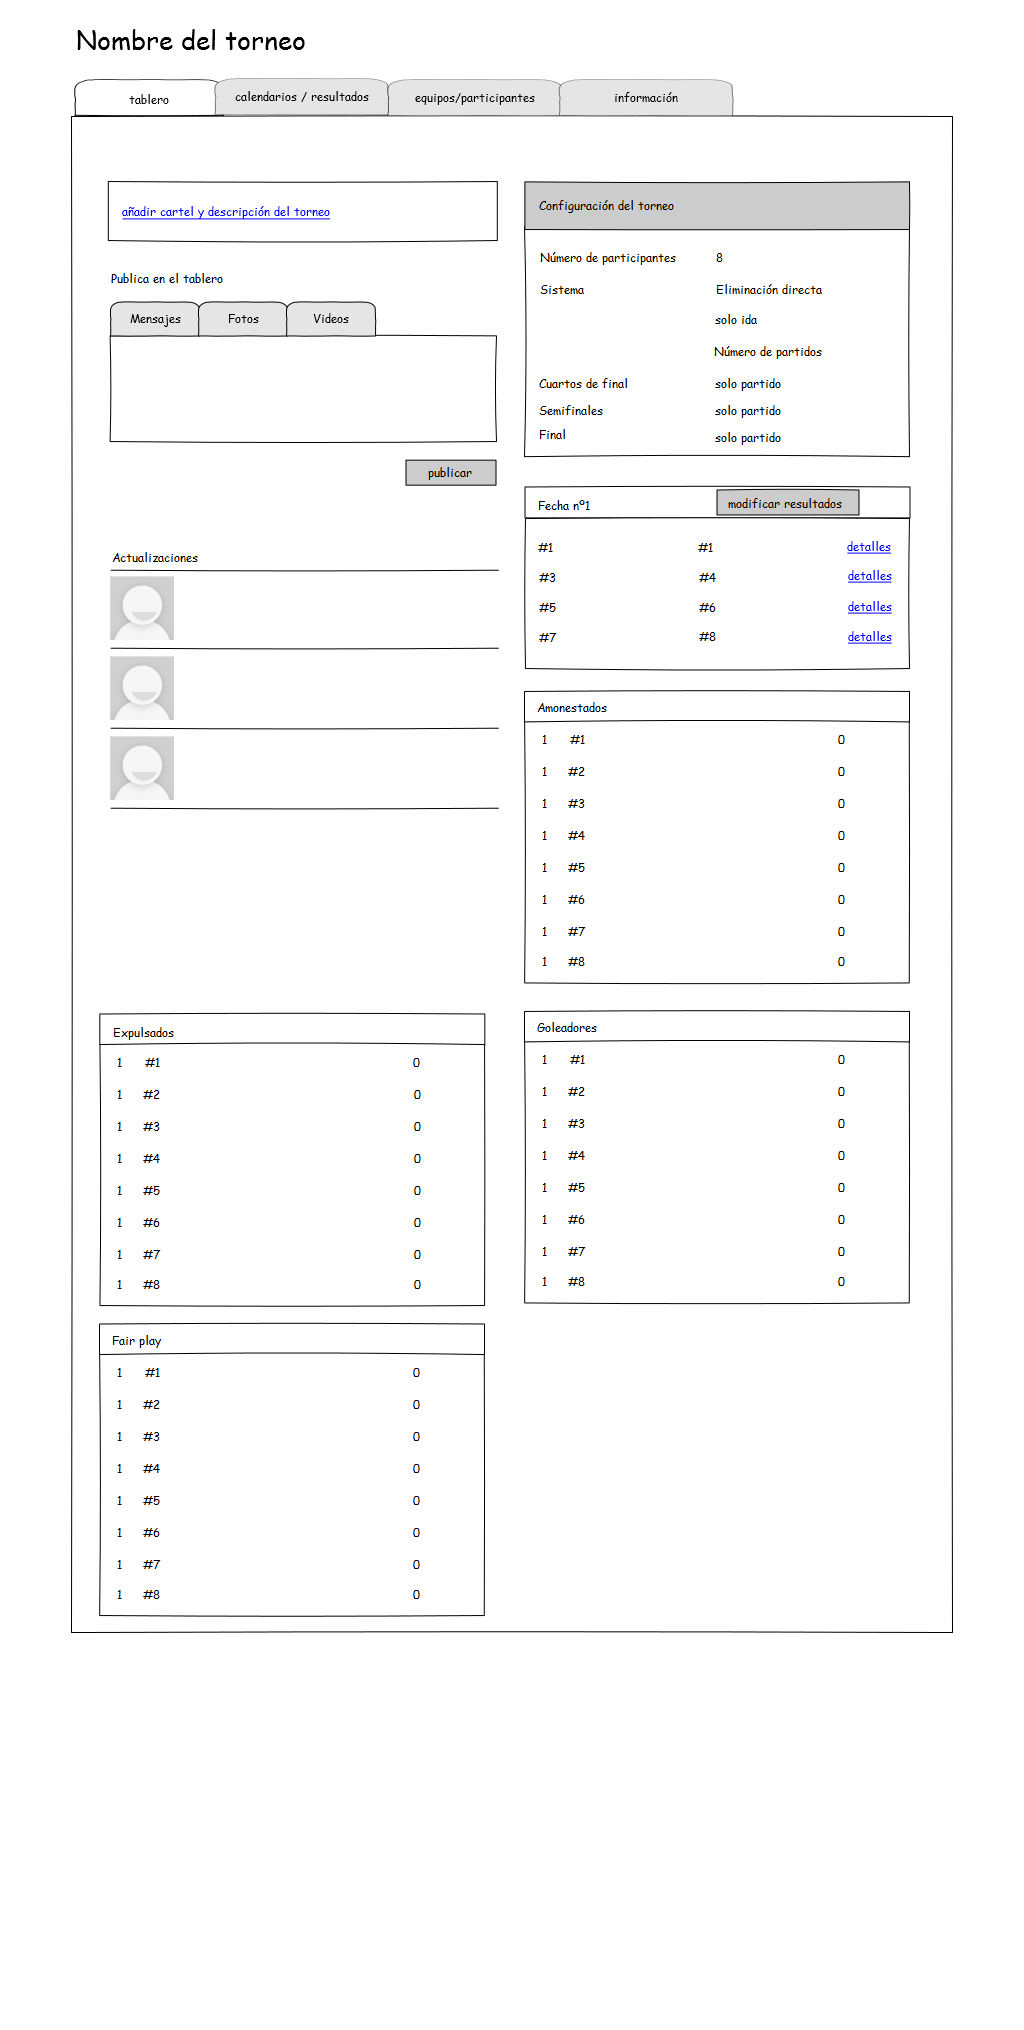 Nombre del torneo
tablero
calendarios / resultados
equipos/participantes
información
añadir cartel y descripción del torneo
Publica en el tablero
Mensajes
Fotos
Videos
publicar
Actualizaciones
Configuración del torneo
Número de participantes 8
Sistema Eliminación directa
solo ida
Número de partidos
Cuartos de final solo partido
Semifinales solo partido
Final solo partido
Fecha nº1 modificar resultados
#1 #1 detalles
#3 #4 detalles
#5 #6 detalles
#7 #8 detalles
Amonestados
1 #1 0
1 #2 0
1 #3 0
1 #4 0
1 #5 0
1 #6 0
1 #7 0
1 #8 0
Expulsados
1 #1 0
1 #2 0
1 #3 0
1 #4 0
1 #5 0
1 #6 0
1 #7 0
1 #8 0
Goleadores
1 #1 0
1 #2 0
1 #3 0
1 #4 0
1 #5 0
1 #6 0
1 #7 0
1 #8 0
Fair play
1 #1 0
1 #2 0
1 #3 0
1 #4 0
1 #5 0
1 #6 0
1 #7 0
1 #8 0